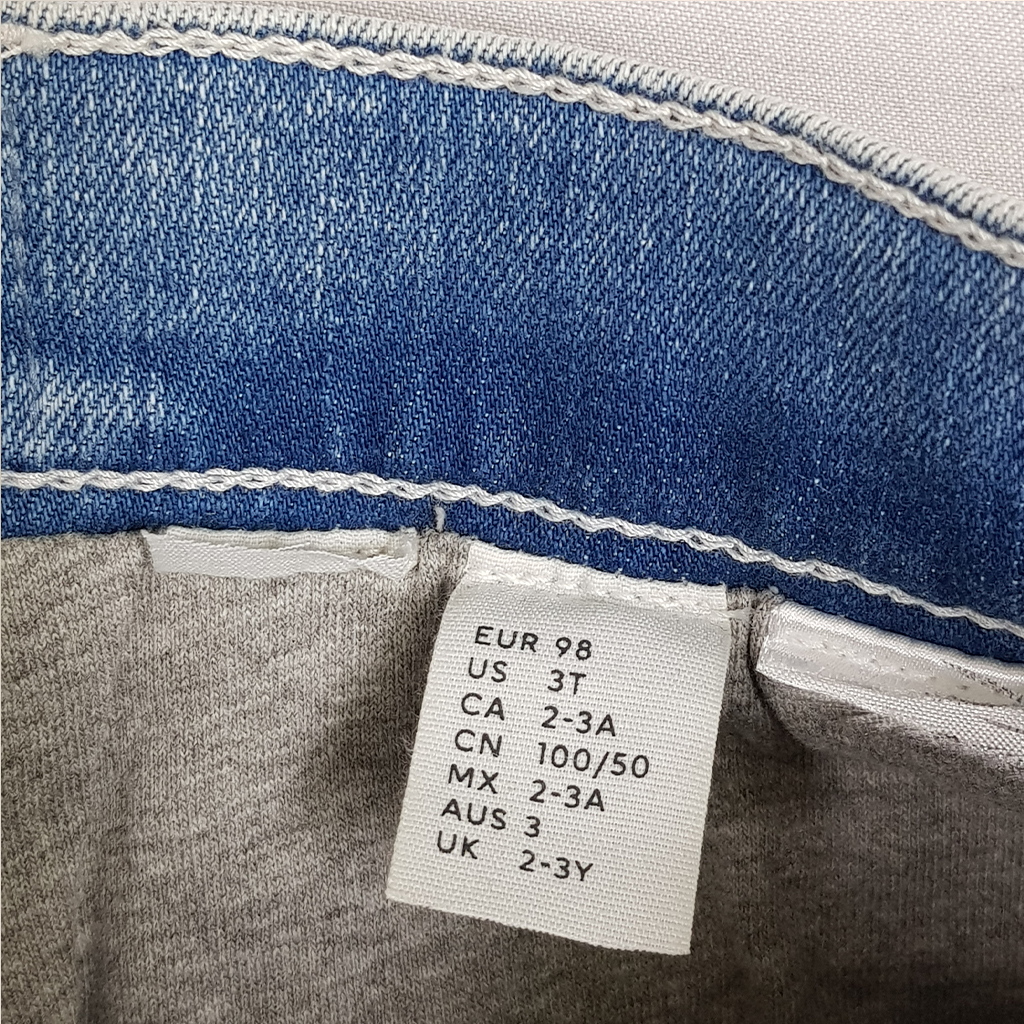 EUR 98
US 3T
CA 2-3A
CN 100/50
MX 2-3A
AUS 3
UK 2-3Y